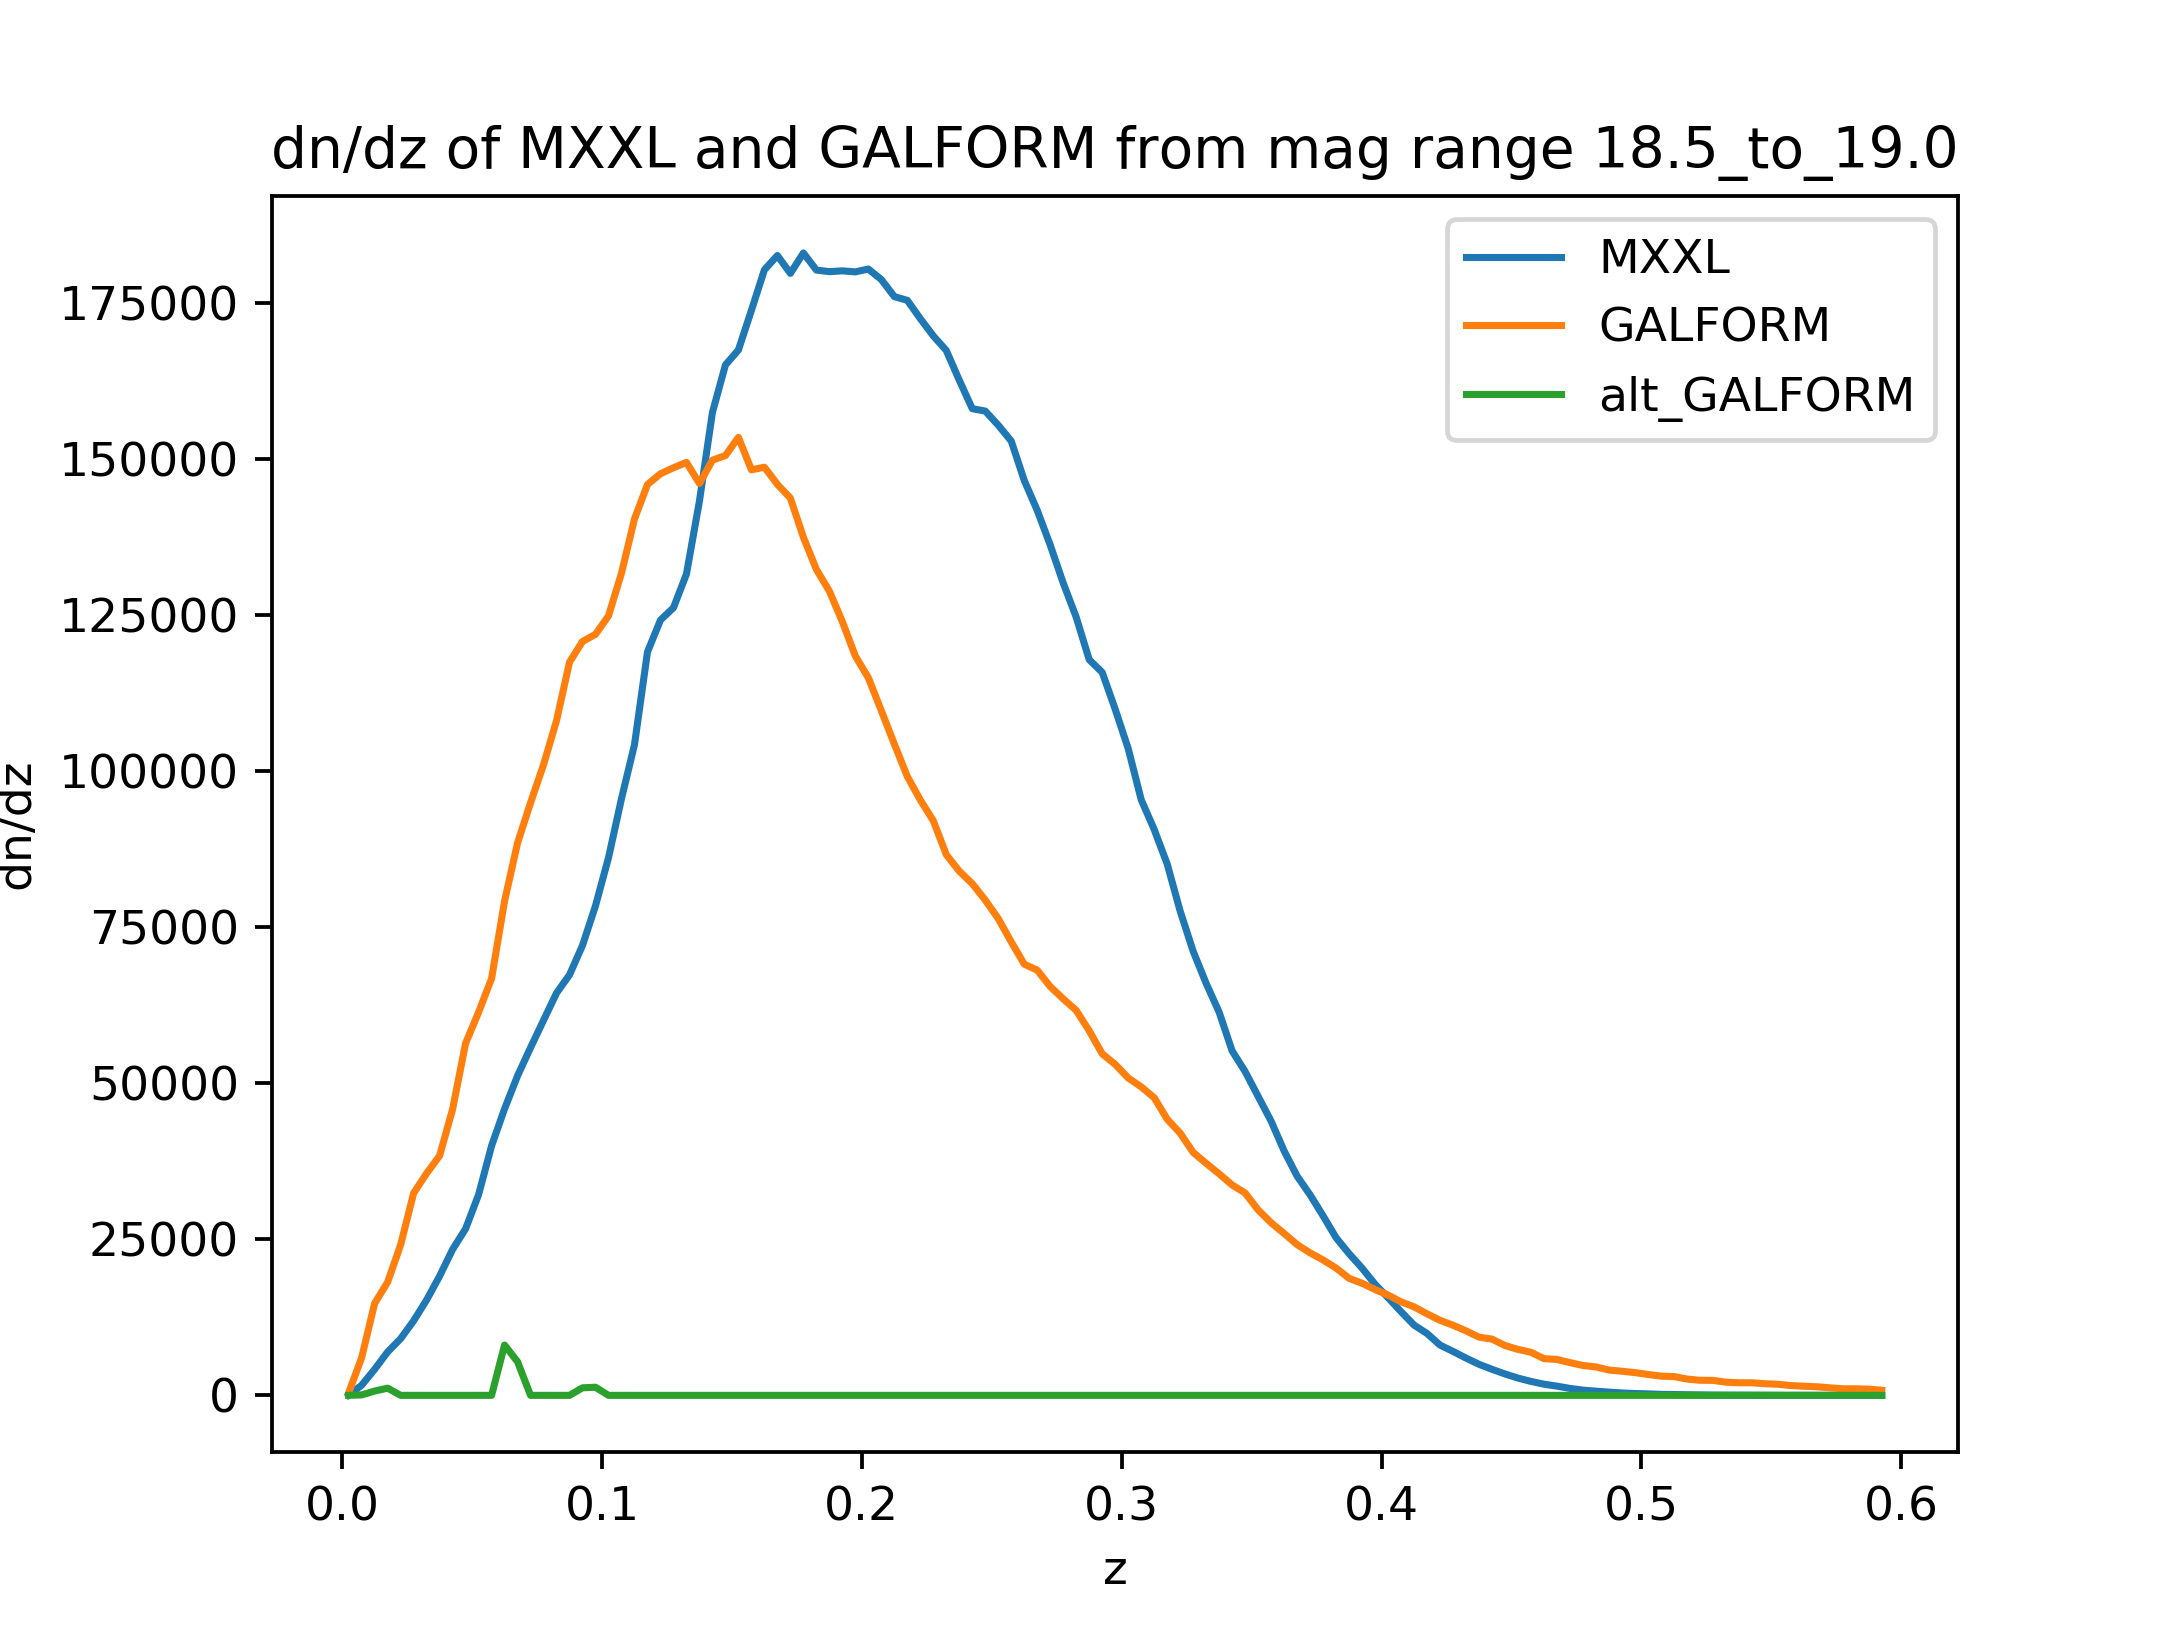 dn/dz of MXXL and GALFORM from mag range 18.5_to_19.0
MXXL
GALFORM
alt_GALFORM
175000
150000
125000
100000
75000
50000
25000
0
dn/dz
0.0 0.1 0.2 0.3 0.4 0.5 0.6
z